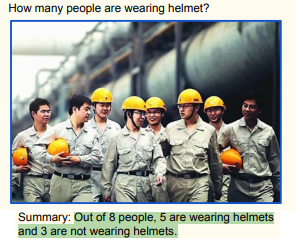 How many people are wearing helmet?
Summary: Out of 8 people, 5 are wearing helmets
and 3 are not wearing helmets.